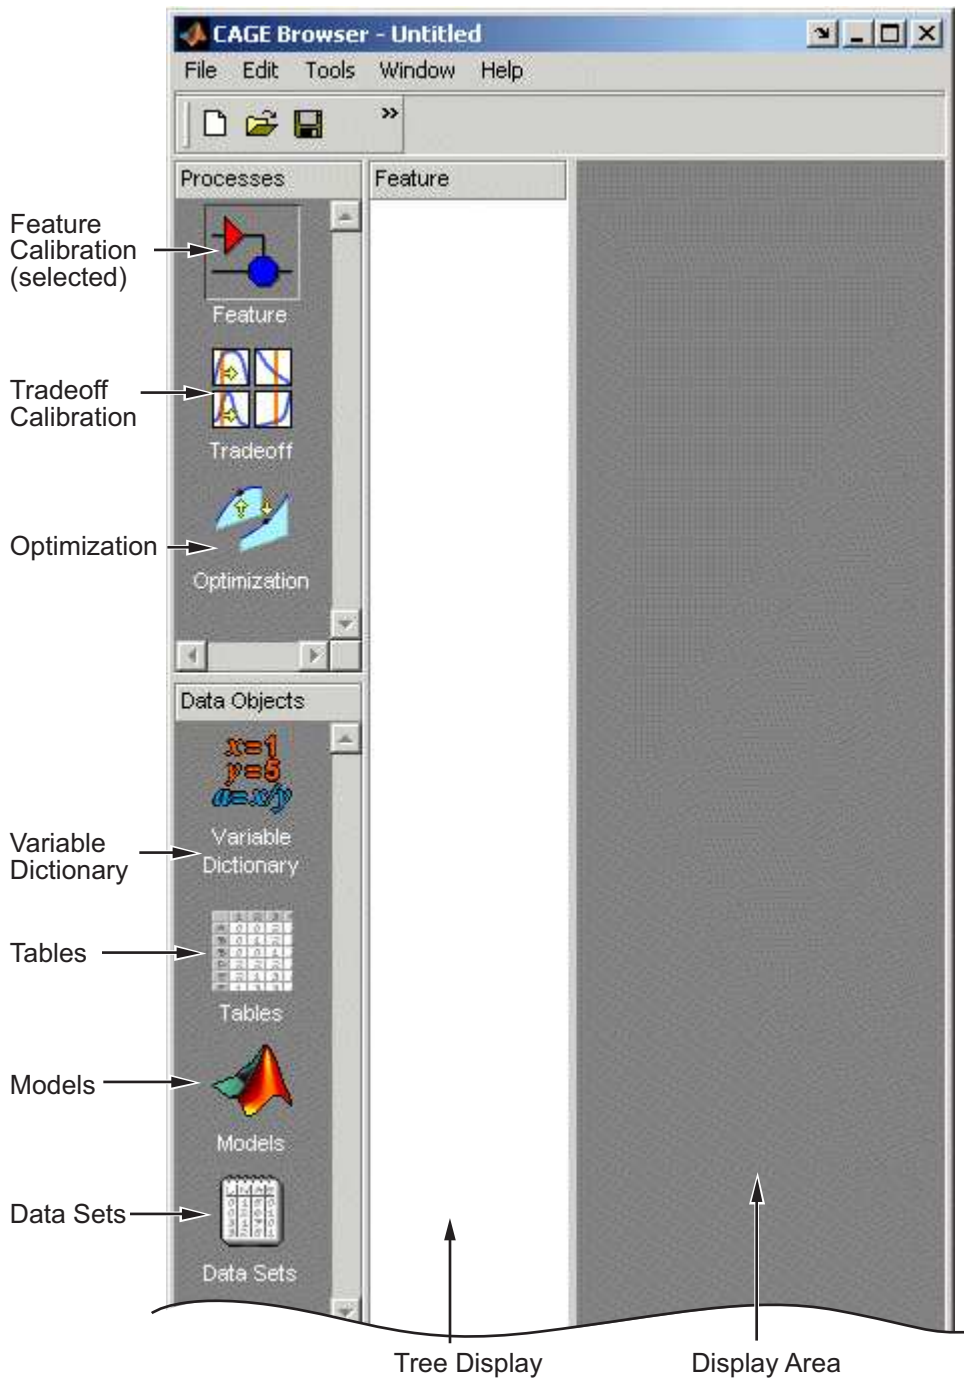 CAGE Browser - Untitled
File Edit Tools Window Help
Processes
Feature
Feature
Calibration
(selected)
Feature
Tradeoff
Calibration
Tradeoff
Optimization
Optimization
Data Objects
x=1
y=5
a=x/y
Variable
Dictionary
Variable
Dictionary
Tables
Tables
Models
Models
Data Sets
Data Sets
Tree Display
Display Area